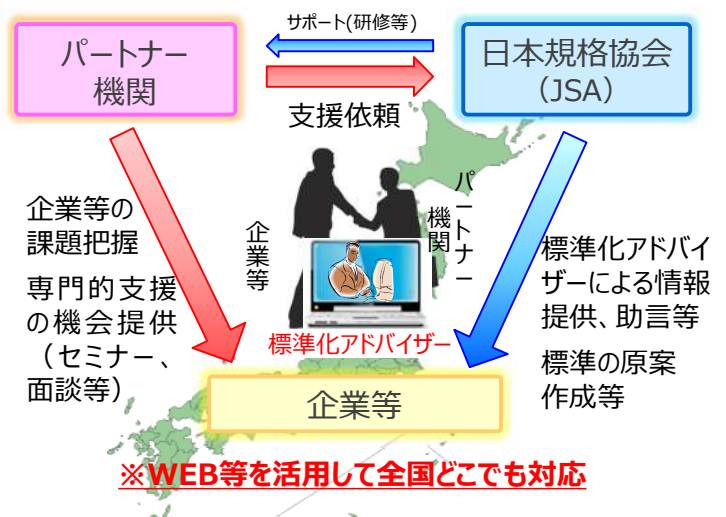 サポート(研修等)
パートナー
機関
日本規格協会
（JSA）
支援依頼
企業等の
課題把握
専門的支援
の機会提供
（セミナー、
面談等）
企業等
パートナー
機関
標準化アドバイザー
標準化アドバイ
ザーによる情報
提供、助言等
標準の原案
作成等
企業等
※WEB等を活用して全国どこでも対応